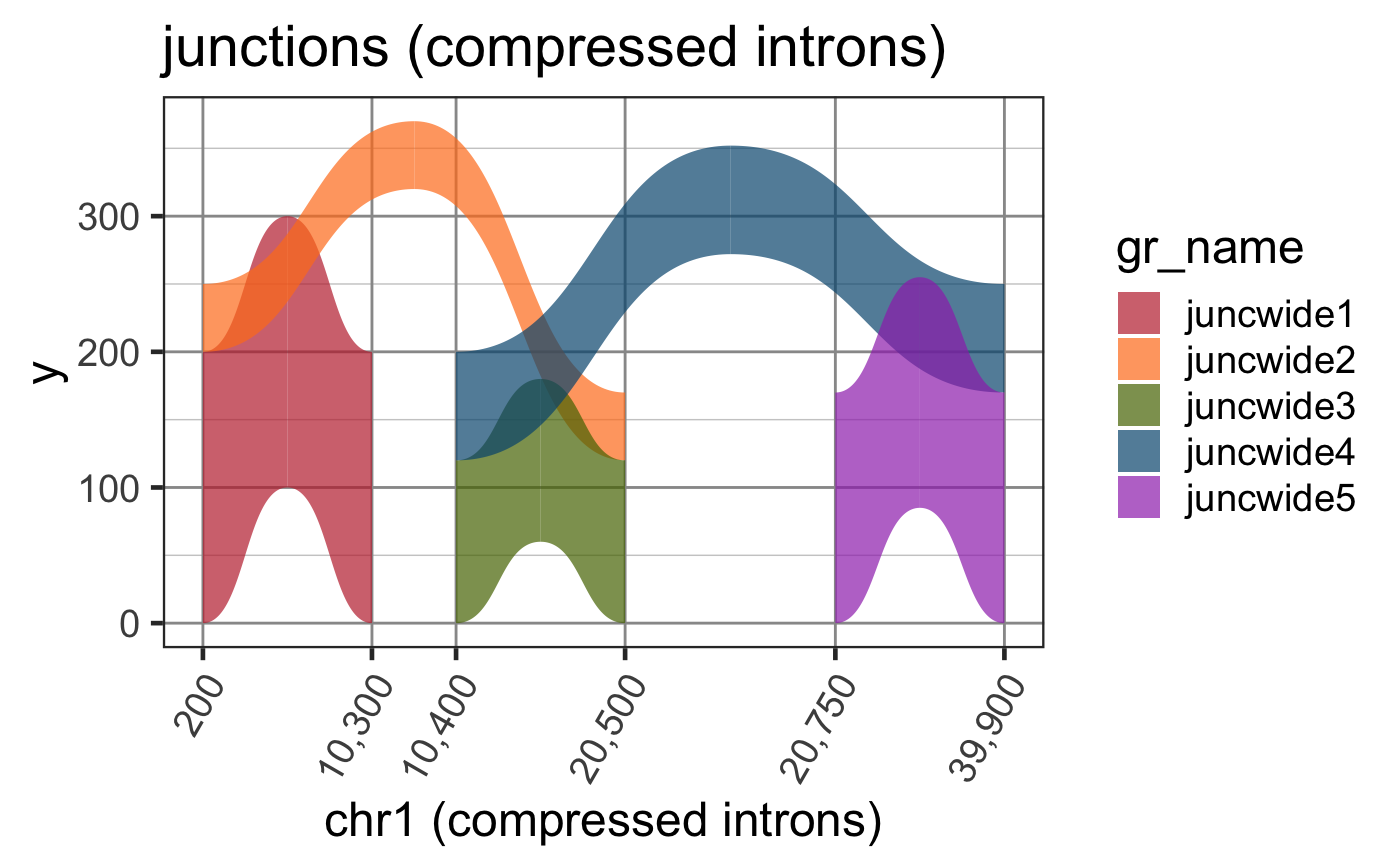 junctions (compressed introns)
y
300
200
100
0
200
10,300
10,400
20,500
20,750
39,900
chr1 (compressed introns)
gr_name
juncwide1
juncwide2
juncwide3
juncwide4
juncwide5